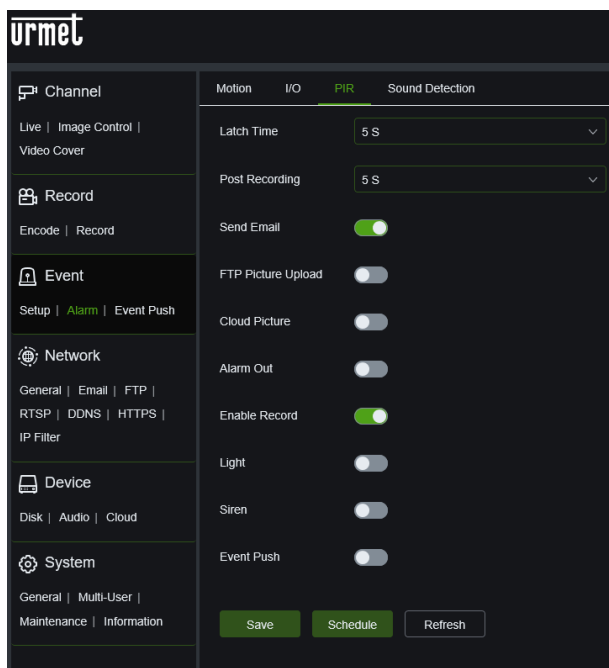 urmet
Channel
Live | Image Control |
Video Cover
Record
Encode | Record
Event
Setup | Alarm | Event Push
Network
General | Email | FTP |
RTSP | DDNS | HTTPS |
IP Filter
Device
Disk | Audio | Cloud
System
General | Multi-User |
Maintenance | Information
Motion I/O PIR Sound Detection
Latch Time 5 S
Post Recording 5 S
Send Email
FTP Picture Upload
Cloud Picture
Alarm Out
Enable Record
Light
Siren
Event Push
Save Schedule Refresh